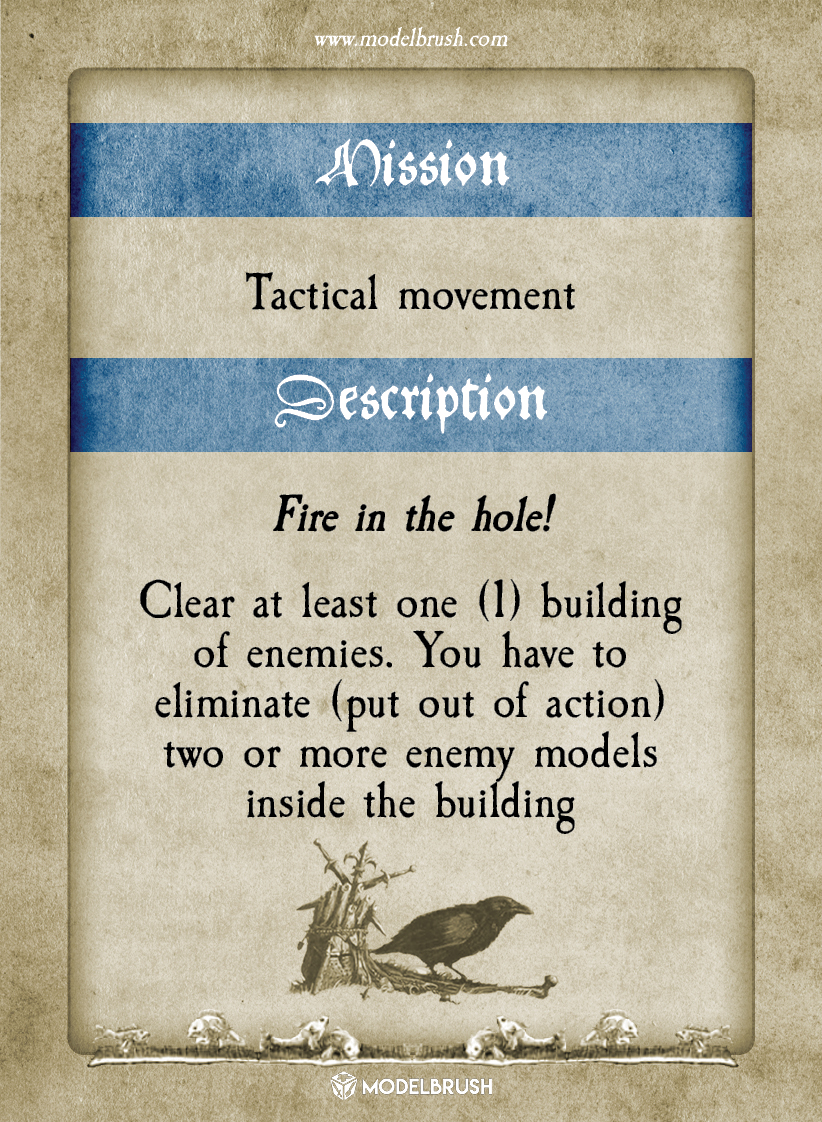 www.modelbrush.com
Mission
Tactical movement
Description
Fire in the hole!
Clear at least one (1) building
of enemies. You have to
eliminate (put out of action)
two or more enemy models
inside the building
MODELBRUSH